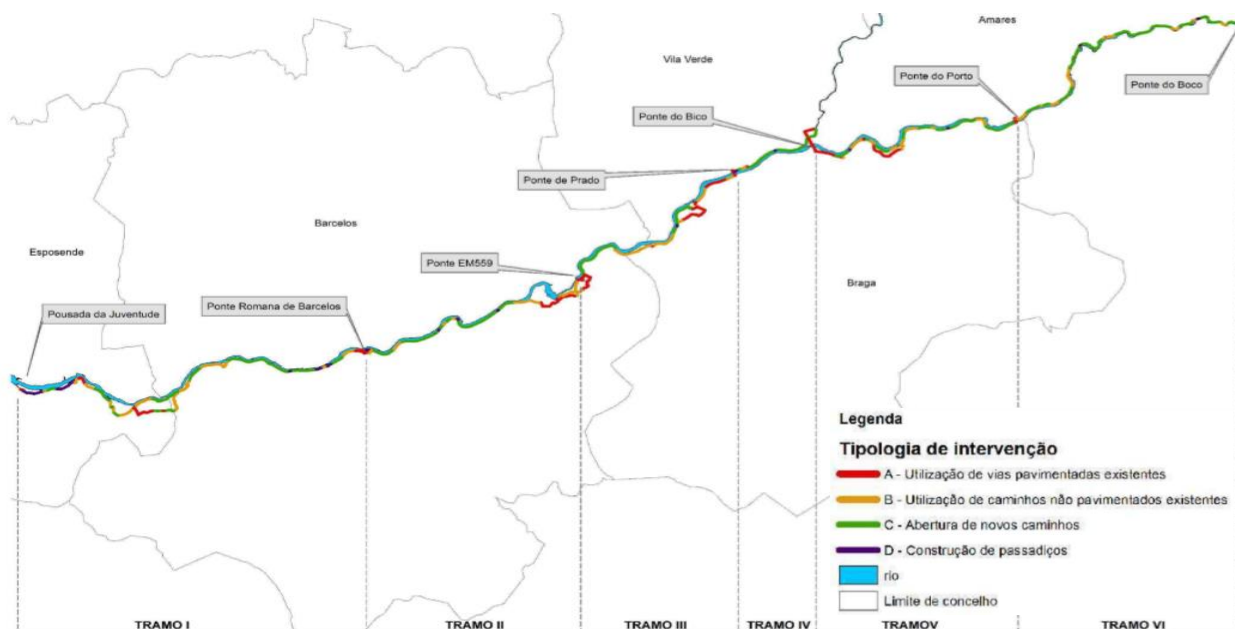 Amares
Vila Verde
Ponte do Porto
Ponte do Boco
Ponte do Bico
Ponte de Prado
Barcelos
Esposende
Ponte EM559
Braga
Ponte Romana de Barcelos
Pousada da Juventude
Legenda
Tipologia de intervenção
A - Utilização de vias pavimentadas existentes
B - Utilização de caminhos não pavimentados existentes
C - Abertura de novos caminhos
D - Construção de passadiços
rio
Limite de concelho
TRAMO I
TRAMO II
TRAMO III
TRAMO IV
TRAMOV
TRAMO VI